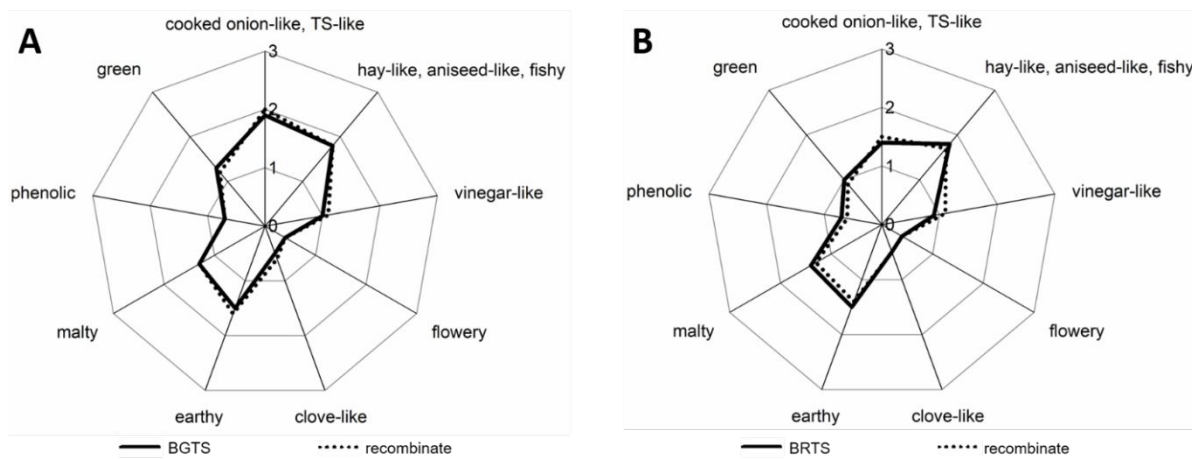 A
cooked onion-like, TS-like
3
green
hay-like, aniseed-like, fishy
2
1
phenolic
vinegar-like
0
malty
flowery
earthy
clove-like
BGTS
recombinate
B
cooked onion-like, TS-like
3
green
hay-like, aniseed-like, fishy
2
1
phenolic
vinegar-like
0
malty
flowery
earthy
clove-like
BRTS
recombinate